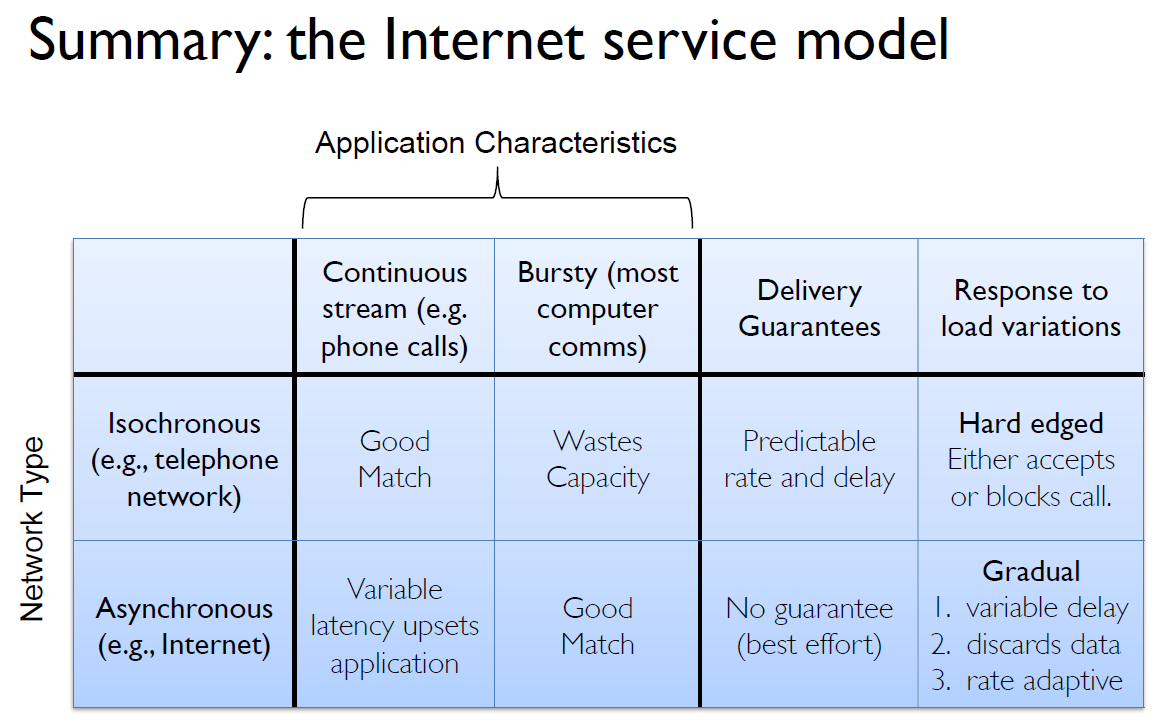 Summary: the Internet service model
Application Characteristics
Continuous
stream (e.g.
phone calls)
Bursty (most
computer
comms)
Delivery
Guarantees
Response to
load variations
Network Type
Isochronous
(e.g., telephone
network)
Good
Match
Wastes
Capacity
Predictable
rate and delay
Hard edged
Either accepts
or blocks call.
Asynchronous
(e.g., Internet)
Variable
latency upsets
application
Good
Match
No guarantee
(best effort)
Gradual
1. variable delay
2. discards data
3. rate adaptive